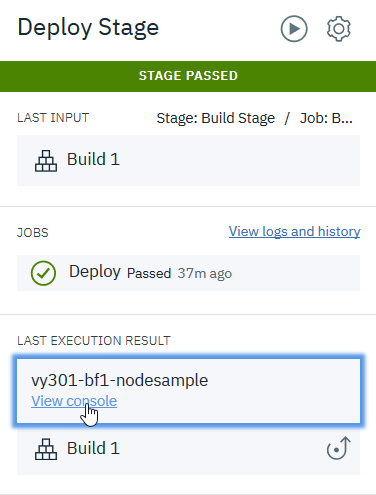 Deploy Stage
STAGE PASSED
LAST INPUT Stage: Build Stage / Job: B...
Build 1
JOBS View logs and history
Deploy Passed 37m ago
LAST EXECUTION RESULT
vy301-bf1-nodesample
View console
Build 1